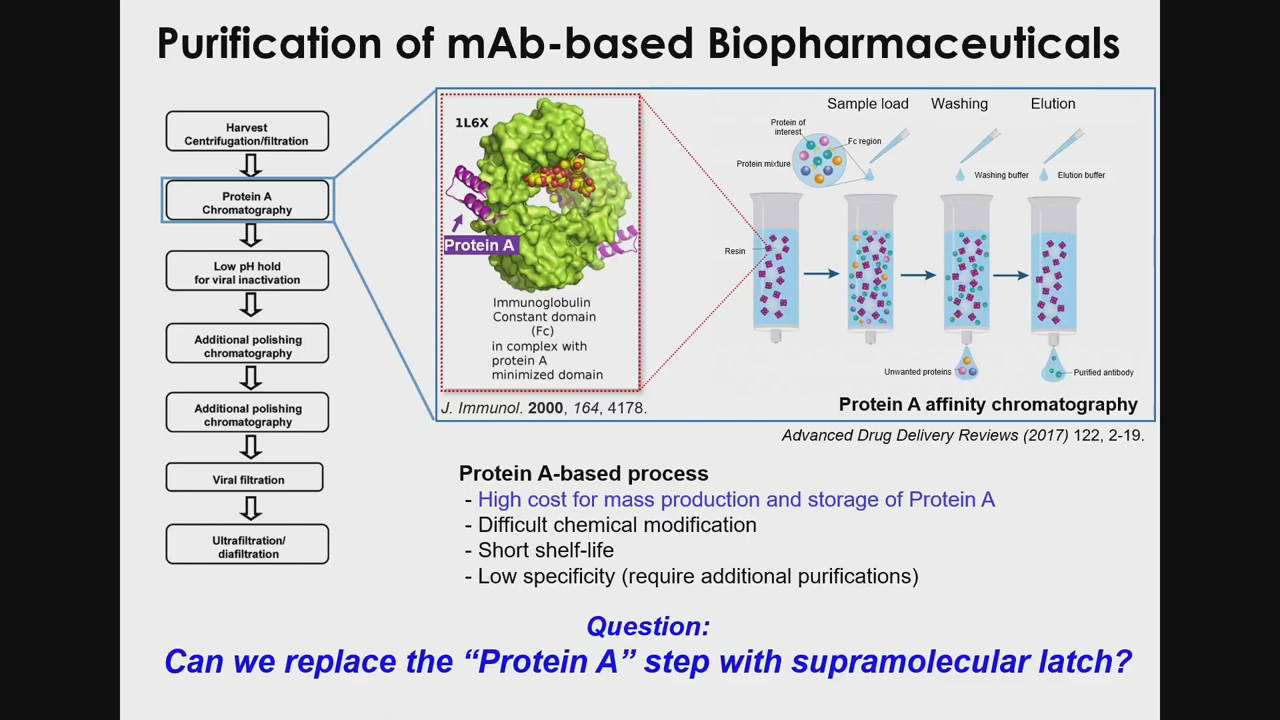 Purification of mAb-based Biopharmaceuticals
Harvest
Centrifugation/filtration
Protein A
Chromatography
Low pH hold
for viral inactivation
Additional polishing
chromatography
Additional polishing
chromatography
Viral filtration
Ultrafiltration/
diafiltration
1L6X
Protein A
Immunoglobulin
Constant domain
(Fc)
in complex with
protein A
minimized domain
J. Immunol. 2000, 164, 4178.
Sample load
Washing
Elution
Protein of
interest
Fc region
Protein mixture
Washing buffer
Elution buffer
Resin
Unwanted proteins
Purified antibody
Protein A affinity chromatography
Advanced Drug Delivery Reviews (2017) 122, 2-19.
Protein A-based process
- High cost for mass production and storage of Protein A
- Difficult chemical modification
- Short shelf-life
- Low specificity (require additional purifications)
Question:
Can we replace the “Protein A” step with supramolecular latch?